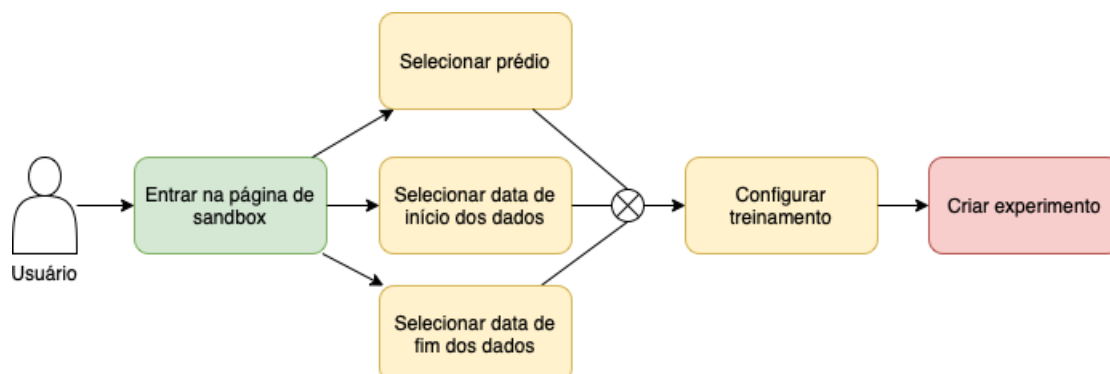 Usuário
Entrar na página de
sandbox
Selecionar prédio
Selecionar data de
início dos dados
Selecionar data de
fim dos dados
Configurar
treinamento
Criar experimento